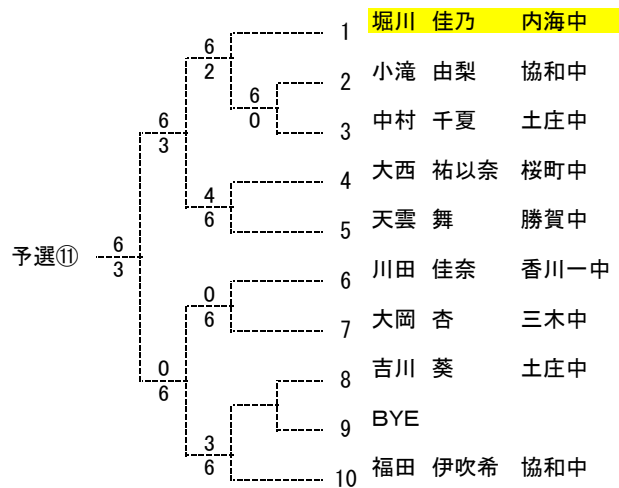 1 堀川 佳乃 内海中
6
2
2 小滝 由梨 協和中
6
0
3 中村 千夏 土庄中
6
3
4 大西 祐以奈 桜町中
4
6
5 天雲 舞 勝賀中
予選⑪
6
3
6 川田 佳奈 香川一中
0
6
7 大岡 杏 三木中
8 吉川 葵 土庄中
0
6
9 BYE
3
6
10 福田 伊吹希 協和中